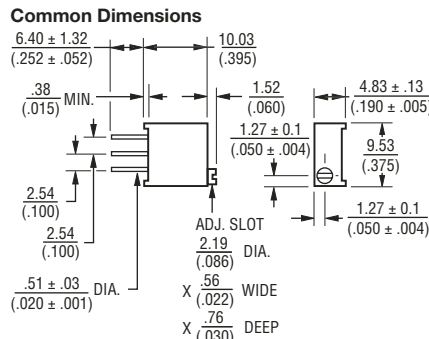 Common Dimensions
6.40 ± 1.32
(.252 ± .052)
10.03
(.395)
.38
(.015)
MIN.
1.52
(.060)
4.83 ± .13
(.190 ± .005)
1.27 ± 0.1
(.050 ± .004)
9.53
(.375)
2.54
(.100)
2.54
(.100)
1.27 ± 0.1
(.050 ± .004)
.51 ± .03
(.020 ± .001)
DIA.
ADJ. SLOT
2.19
(.086)
DIA.
X .56
(.022)
WIDE
X .76
(.030)
DEEP